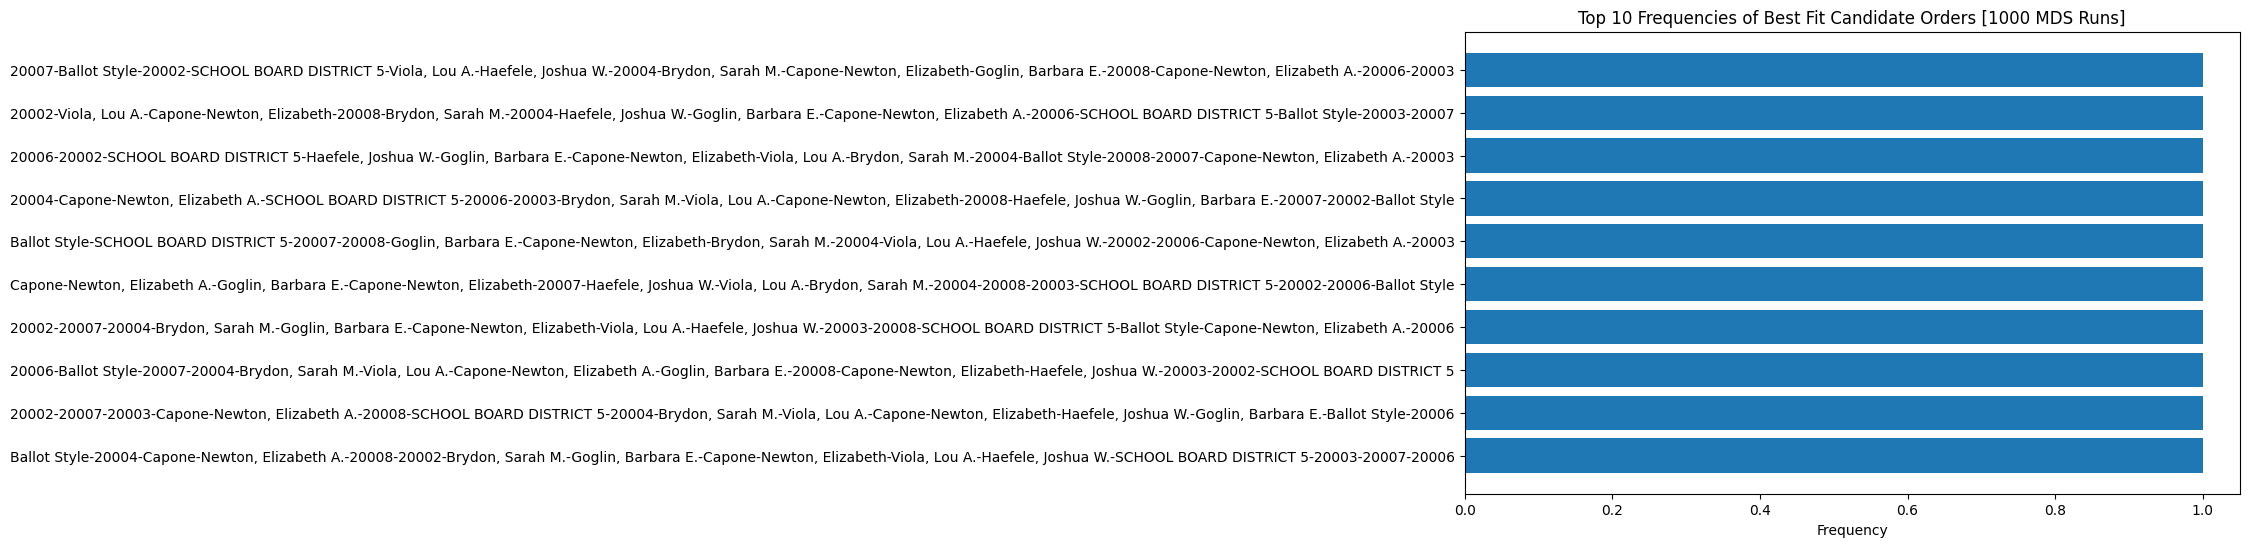 Top 10 Frequencies of Best Fit Candidate Orders [1000 MDS Runs]
20007-Ballot Style-20002-SCHOOL BOARD DISTRICT 5-Viola, Lou A.-Haefele, Joshua W.-20004-Brydon, Sarah M.-Capone-Newton, Elizabeth-Goglin, Barbara E.-20008-Capone-Newton, Elizabeth A.-20006-20003
20002-Viola, Lou A.-Capone-Newton, Elizabeth-20008-Brydon, Sarah M.-20004-Haefele, Joshua W.-Goglin, Barbara E.-Capone-Newton, Elizabeth A.-20006-SCHOOL BOARD DISTRICT 5-Ballot Style-20003-20007
20006-20002-SCHOOL BOARD DISTRICT 5-Haefele, Joshua W.-Goglin, Barbara E.-Capone-Newton, Elizabeth-Viola, Lou A.-Brydon, Sarah M.-20004-Ballot Style-20008-20007-Capone-Newton, Elizabeth A.-20003
20004-Capone-Newton, Elizabeth A.-SCHOOL BOARD DISTRICT 5-20006-20003-Brydon, Sarah M.-Viola, Lou A.-Capone-Newton, Elizabeth-20008-Haefele, Joshua W.-Goglin, Barbara E.-20007-20002-Ballot Style
Ballot Style-SCHOOL BOARD DISTRICT 5-20007-20008-Goglin, Barbara E.-Capone-Newton, Elizabeth-Brydon, Sarah M.-20004-Viola, Lou A.-Haefele, Joshua W.-20002-20006-Capone-Newton, Elizabeth A.-20003
Capone-Newton, Elizabeth A.-Goglin, Barbara E.-Capone-Newton, Elizabeth-20007-Haefele, Joshua W.-Viola, Lou A.-Brydon, Sarah M.-20004-20008-20003-SCHOOL BOARD DISTRICT 5-20002-20006-Ballot Style
20002-20007-20004-Brydon, Sarah M.-Goglin, Barbara E.-Capone-Newton, Elizabeth-Viola, Lou A.-Haefele, Joshua W.-20003-20008-SCHOOL BOARD DISTRICT 5-Ballot Style-Capone-Newton, Elizabeth A.-20006
20006-Ballot Style-20007-20004-Brydon, Sarah M.-Viola, Lou A.-Capone-Newton, Elizabeth A.-Goglin, Barbara E.-20008-Capone-Newton, Elizabeth-Haefele, Joshua W.-20003-20002-SCHOOL BOARD DISTRICT 5
20002-20007-20003-Capone-Newton, Elizabeth A.-20008-SCHOOL BOARD DISTRICT 5-20004-Brydon, Sarah M.-Viola, Lou A.-Capone-Newton, Elizabeth-Haefele, Joshua W.-Goglin, Barbara E.-Ballot Style-20006
Ballot Style-20004-Capone-Newton, Elizabeth A.-20008-20002-Brydon, Sarah M.-Goglin, Barbara E.-Capone-Newton, Elizabeth-Viola, Lou A.-Haefele, Joshua W.-SCHOOL BOARD DISTRICT 5-20003-20007-20006
0.0 0.2 0.4 0.6 0.8 1.0
Frequency